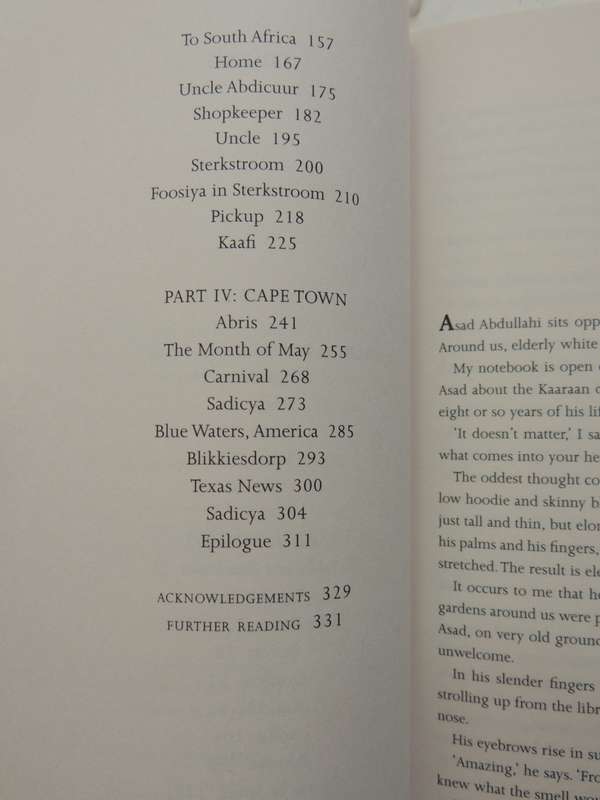 To South Africa 157
Home 167
Uncle Abdicuur 175
Shopkeeper 182
Uncle 195
Sterkstroom 200
Foosiya in Sterkstroom 210
Pickup 218
Kaafi 225
PART IV: CAPE TOWN
Abris 241
The Month of May 255
Carnival 268
Sadicya 273
Blue Waters, America 285
Blikkiesdorp 293
Texas News 300
Sadicya 304
Epilogue 311
ACKNOWLEDGEMENTS 329
FURTHER READING 331
Asad Abdullahi sits opp
Around us, elderly white
My notebook is open
Asad about the Kaaraan
eight or so years of his lif
‘It doesn’t matter,’ I sa
what comes into your he
The oddest thought co
low hoodie and skinny b
just tall and thin, but elon
his palms and his fingers,
stretched. The result is ele
It occurs to me that he
gardens around us were p
Asad, on very old ground
unwelcome.
In his slender fingers
strolling up from the libr
nose.
His eyebrows rise in su
‘Amazing,’ he says. ‘Fro
knew what the smell wo